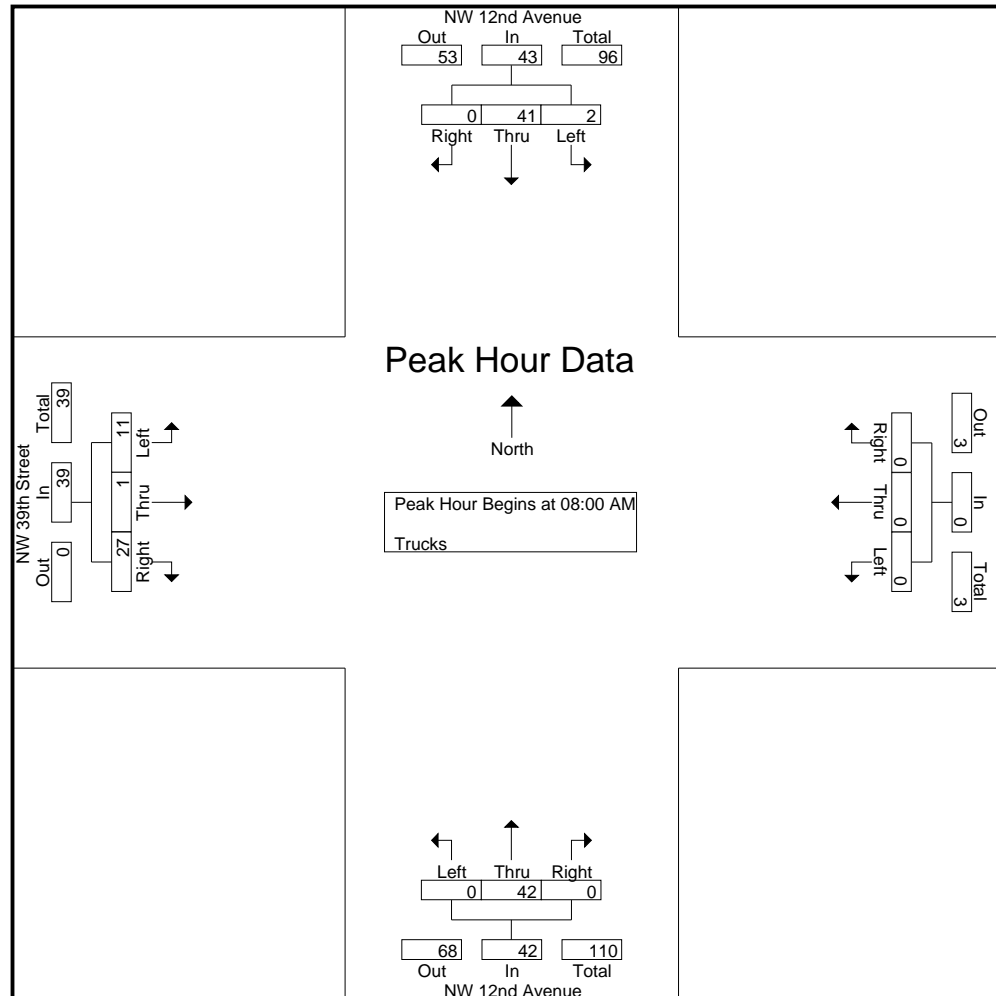 NW 12nd Avenue
Out In Total
53 43 96
0 41 2
Right Thru Left
Peak Hour Data
North
Peak Hour Begins at 08:00 AM
Trucks
NW 39th Street
Total In Out
39 39 0
11 1 27
Left Thru Right
Right Thru Left
0 0 0
Out In Total
3 0 3
Left Thru Right
0 42 0
68 42 110
Out In Total
NW 12nd Avenue